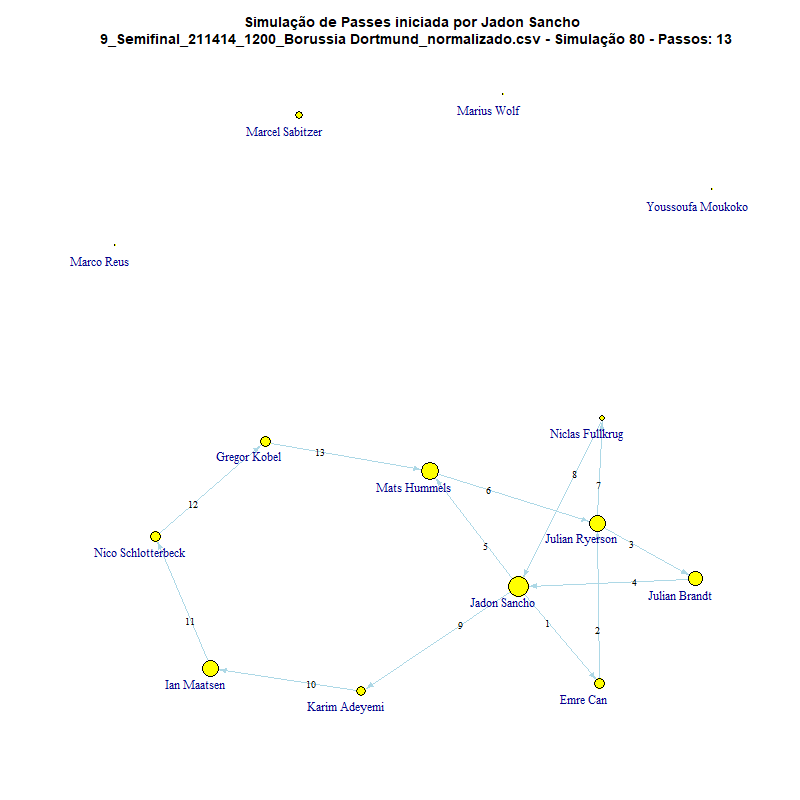 Simulação de Passes iniciada por Jadon Sancho
9_Semifinal_211414_1200_Borussia Dortmund_normalizado.csv - Simulação 80 - Passos: 13
Marius Wolf
Marcel Sabitzer
Youssoufa Moukoko
Marco Reus
Niclas Fullkrug
Gregor Kobel
13
8
Mats Hummels
7
6
12
Julian Ryerson
3
5
Nico Schlotterbeck
4
Julian Brandt
Jadon Sancho
11
9
1
2
Ian Maatsen
10
Emre Can
Karim Adeyemi